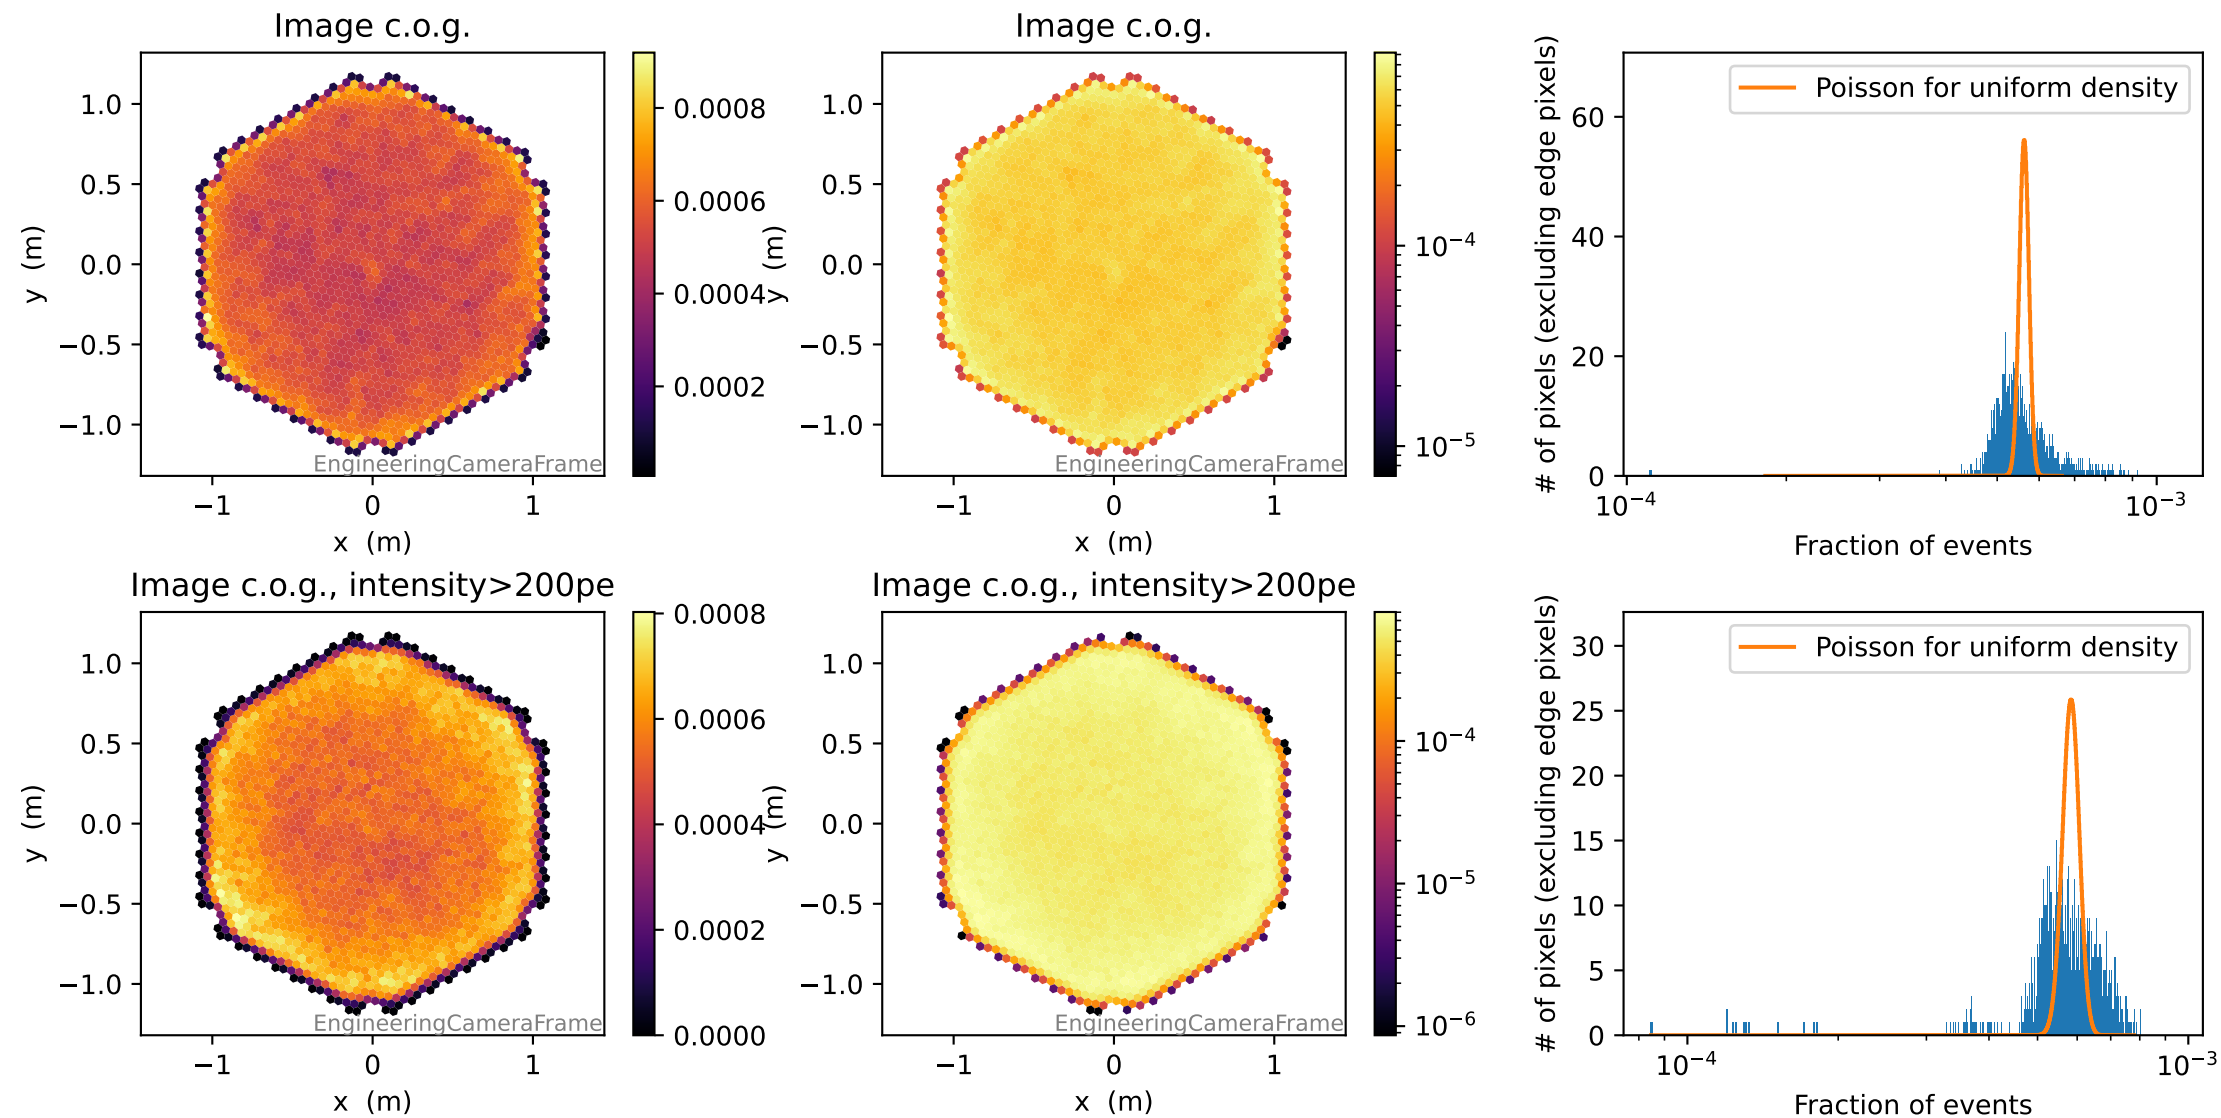 Image c.o.g.
y (m)
1.0
0.5
0.0
−0.5
−1.0
−1
0
1
x (m)
EngineeringCameraFrame
0.0008
0.0006
0.0004
0.0002
Image c.o.g.
y (m)
1.0
0.5
0.0
−0.5
−1.0
−1
0
1
x (m)
EngineeringCameraFrame
10⁻⁴
10⁻⁵
# of pixels (excluding edge pixels)
60
40
20
0
Poisson for uniform density
10⁻⁴
10⁻³
Fraction of events
Image c.o.g., intensity>200pe
y (m)
1.0
0.5
0.0
−0.5
−1.0
−1
0
1
x (m)
EngineeringCameraFrame
0.0008
0.0006
0.0004
0.0002
0.0000
Image c.o.g., intensity>200pe
y (m)
1.0
0.5
0.0
−0.5
−1.0
−1
0
1
x (m)
EngineeringCameraFrame
10⁻⁴
10⁻⁵
10⁻⁶
# of pixels (excluding edge pixels)
30
25
20
15
10
5
0
Poisson for uniform density
10⁻⁴
10⁻³
Fraction of events